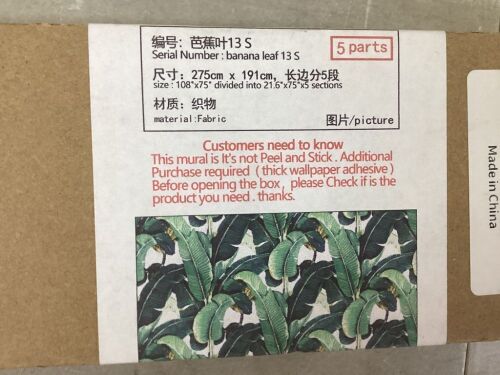 编号：芭蕉叶13 S
Serial Number : banana leaf 13 S
5 parts
尺寸：275cm x 191cm，长边分5段
size : 108"x75" divided into 21.6"x75"x5 sections
材质：织物
material:Fabric
图片/picture
Customers need to know
This mural is It's not Peel and Stick . Additional
Purchase required（thick wallpaper adhesive）
Before opening the box，please Check if is the
product you need . thanks.
Made in China